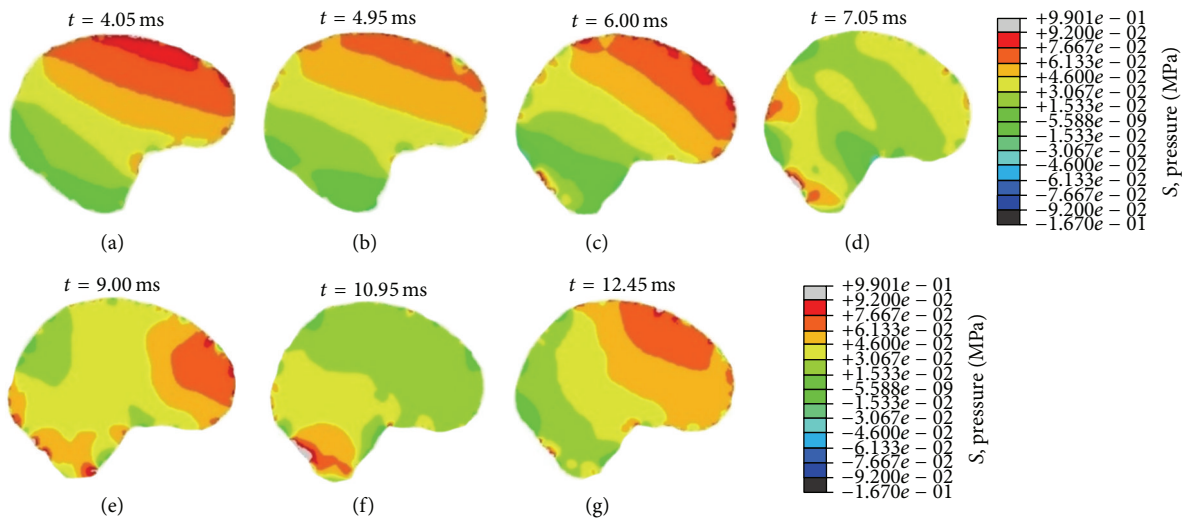 t = 4.05 ms
t = 4.95 ms
t = 6.00 ms
t = 7.05 ms
+9.901e − 01
+9.200e − 02
+7.667e − 02
+6.133e − 02
+4.600e − 02
+3.067e − 02
+1.533e − 02
−5.588e − 09
−1.533e − 02
−3.067e − 02
−4.600e − 02
−6.133e − 02
−7.667e − 02
−9.200e − 02
−1.670e − 01
S, pressure (MPa)
(a)
(b)
(c)
(d)
t = 9.00 ms
t = 10.95 ms
t = 12.45 ms
+9.901e − 01
+9.200e − 02
+7.667e − 02
+6.133e − 02
+4.600e − 02
+3.067e − 02
+1.533e − 02
−5.588e − 09
−1.533e − 02
−3.067e − 02
−4.600e − 02
−6.133e − 02
−7.667e − 02
−9.200e − 02
−1.670e − 01
S, pressure (MPa)
(e)
(f)
(g)